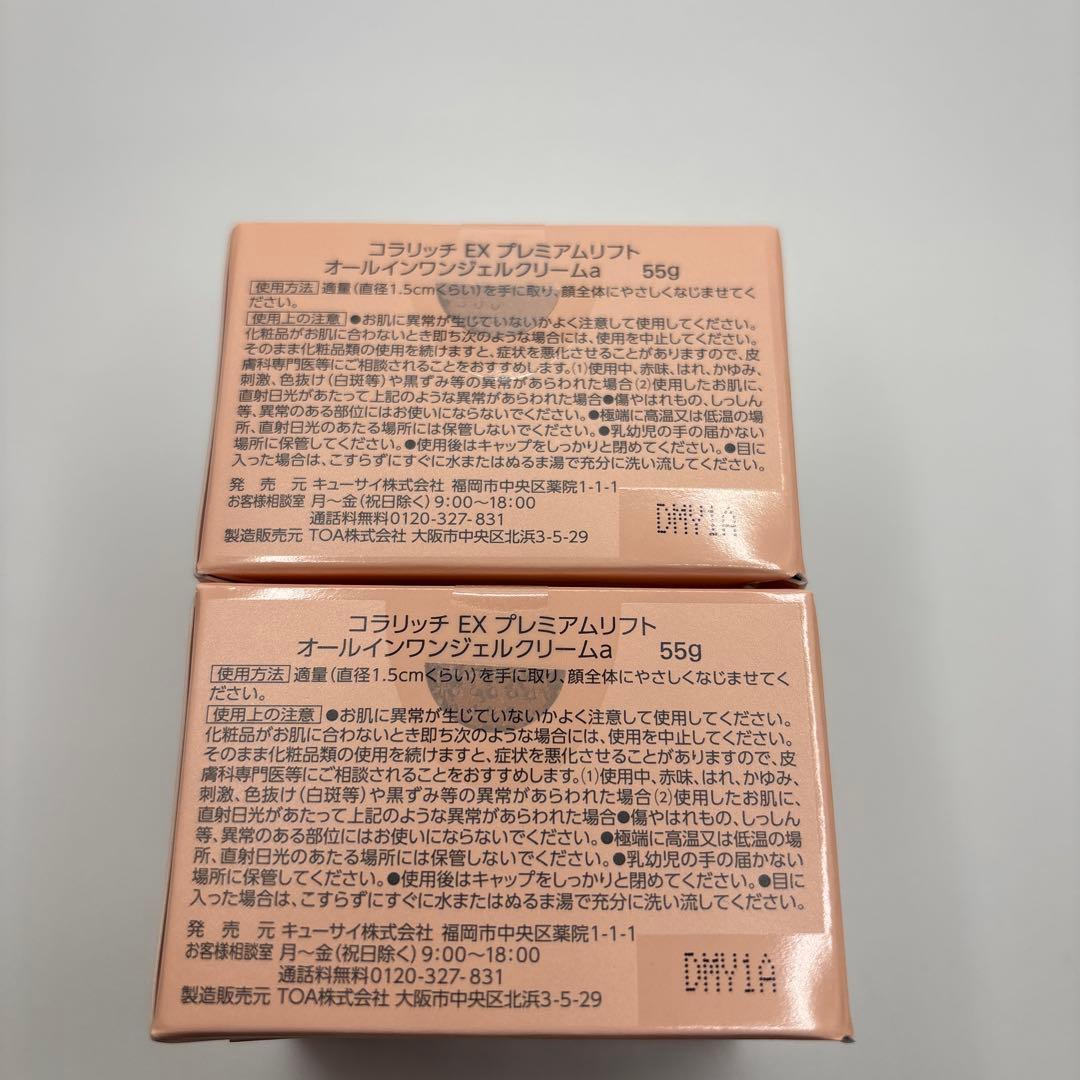 コラリッチ EX プレミアムリフト
オールインワンジェルクリームa 55g
使用方法 適量(直径1.5cmくらい)を手に取り、顔全体にやさしくなじませてく
ださい。
使用上の注意 ●お肌に異常が生じていないかよく注意して使用してください。
化粧品がお肌に合わないとき即ち次のような場合には、使用を中止してください。
そのまま化粧品類の使用を続けますと、症状を悪化させることがありますので、皮
膚科専門医等にご相談されることをおすすめします。(1)使用中、赤味、はれ、かゆみ、
刺激、色抜け(白斑等)や黒ずみ等の異常があらわれた場合(2)使用したお肌に、
直射日光があたって上記のような異常があらわれた場合●傷やはれもの、しっしん
等、異常のある部位にはお使いにならないでください。●極端に高温又は低温の場
所、直射日光のあたる場所には保管しないでください。●乳幼児の手の届かない
場所に保管してください。●使用後はキャップをしっかりと閉めてください。●目に
入った場合は、こすらずにすぐに水またはぬるま湯で充分に洗い流してください。
発売元 キューサイ株式会社 福岡市中央区薬院1-1-1
お客様相談室 月〜金(祝日除く)9:00〜18:00
通話料無料0120-327-831
製造販売元 TOA株式会社 大阪市中央区北浜3-5-29
DMY1A
コラリッチ EX プレミアムリフト
オールインワンジェルクリームa 55g
使用方法 適量(直径1.5cmくらい)を手に取り、顔全体にやさしくなじませてく
ださい。
使用上の注意 ●お肌に異常が生じていないかよく注意して使用してください。
化粧品がお肌に合わないとき即ち次のような場合には、使用を中止してください。
そのまま化粧品類の使用を続けますと、症状を悪化させることがありますので、皮
膚科専門医等にご相談されることをおすすめします。(1)使用中、赤味、はれ、かゆみ、
刺激、色抜け(白斑等)や黒ずみ等の異常があらわれた場合(2)使用したお肌に、
直射日光があたって上記のような異常があらわれた場合●傷やはれもの、しっしん
等、異常のある部位にはお使いにならないでください。●極端に高温又は低温の場
所、直射日光のあたる場所には保管しないでください。●乳幼児の手の届かない
場所に保管してください。●使用後はキャップをしっかりと閉めてください。●目に
入った場合は、こすらずにすぐに水またはぬるま湯で充分に洗い流してください。
発売元 キューサイ株式会社 福岡市中央区薬院1-1-1
お客様相談室 月〜金(祝日除く)9:00〜18:00
通話料無料0120-327-831
製造販売元 TOA株式会社 大阪市中央区北浜3-5-29
DMY1A